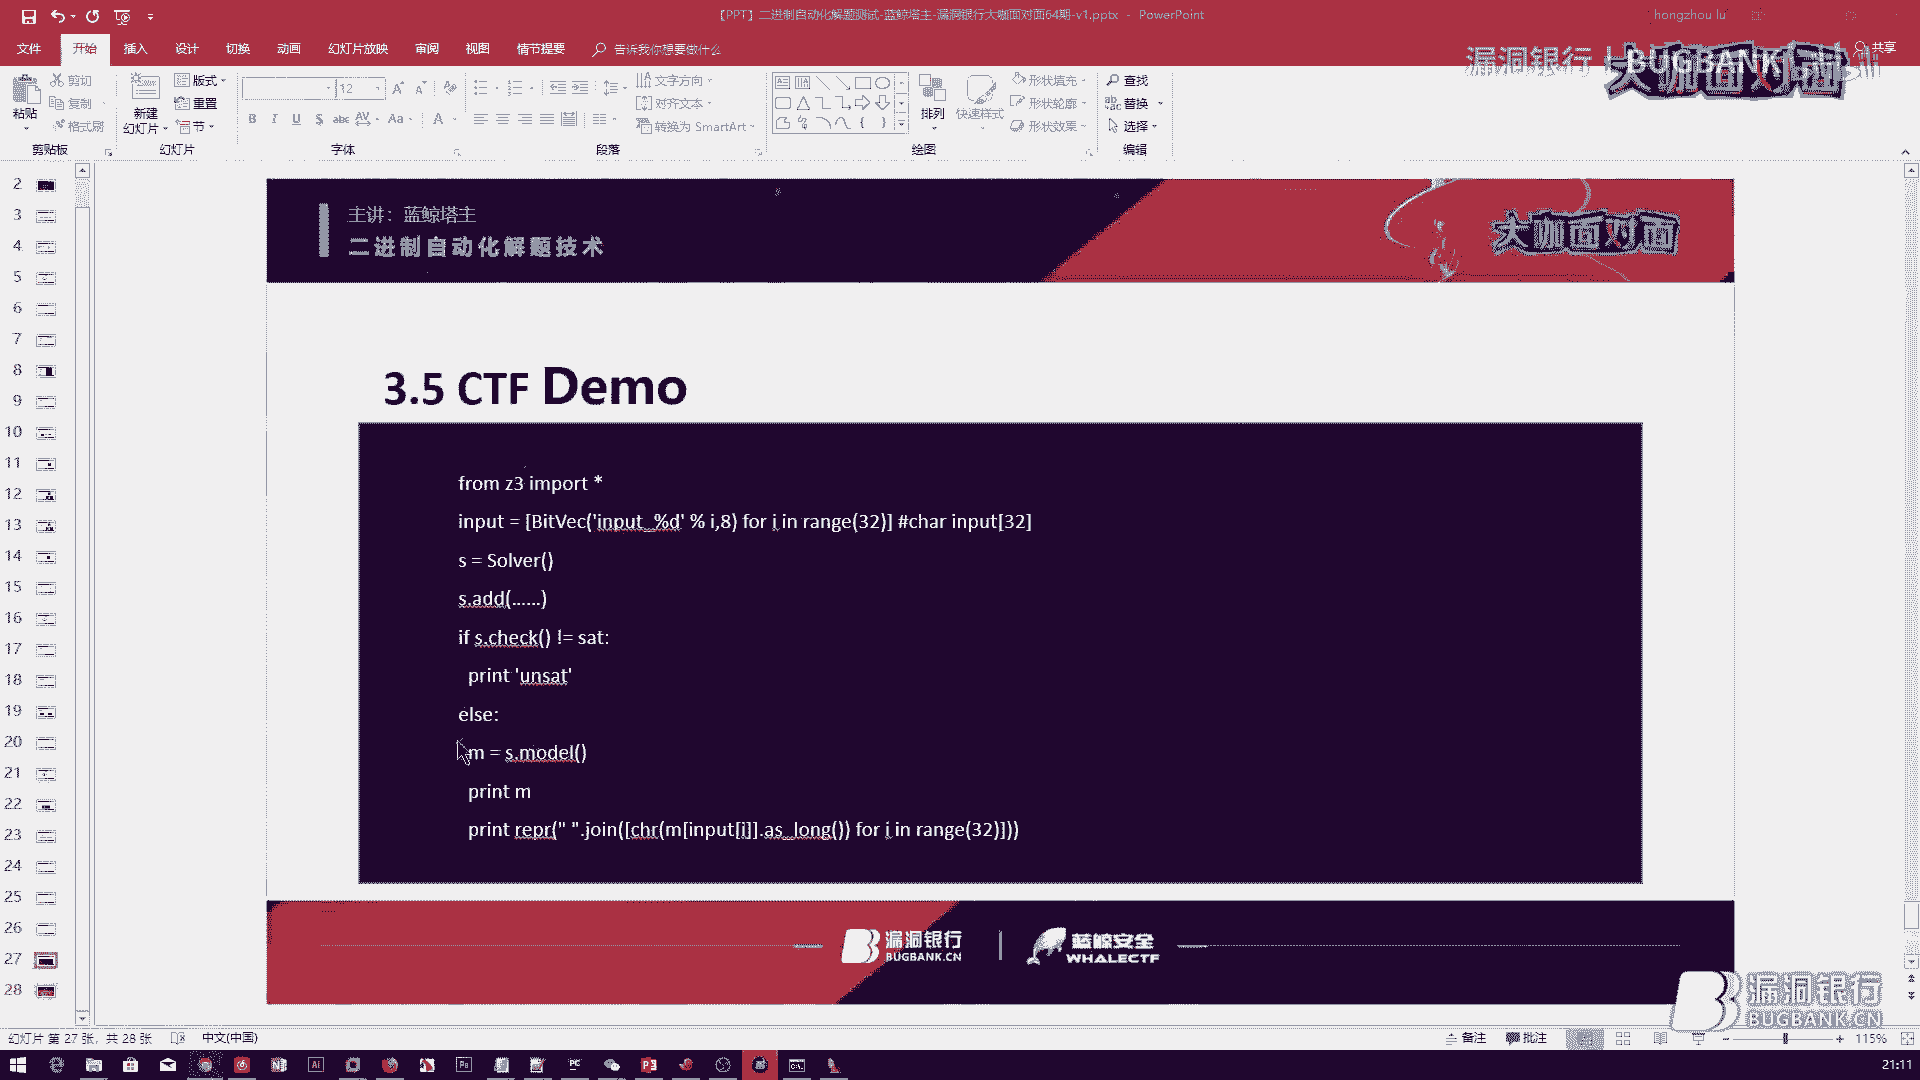 【PPT】二进制自动化解题测试-蓝鲸塔主-漏洞银行大咖面对面64期-v1.pptx - PowerPoint
hongzhou lu
文件 开始 插入 设计 切换 动画 幻灯片放映 审阅 视图 情节提要 告诉我你想要做什么 共享
漏洞银行 | BUGBANK
大咖面对面
粘贴
剪切
复制
格式刷
剪贴板
新建
幻灯片
版式
重置
节
幻灯片
12
B I U S abc AV Aa A
字体
文字方向
对齐文本
转换为 SmartArt
段落
排列
快速样式
形状填充
形状轮廓
形状效果
绘图
查找
替换
选择
编辑
2
3
4
5
6
7
8
9
10
11
12
13
14
15
16
17
18
19
20
21
22
23
24
25
26
27
28
主讲：蓝鲸塔主
二进制自动化解题技术
大咖面对面
3.5 CTF Demo
from z3 import *
input = [BitVec('input_%d' % i,8) for i in range(32)] #char input[32]
s = Solver()
s.add(……)
if s.check() != sat:
print 'unsat'
else:
m = s.model()
print m
print repr(" ".join([chr(m[input[i]].as_long()) for i in range(32)]))
漏洞银行
BUGBANK.CN
蓝鲸安全
WHALECTF
漏洞银行
BUGBANK.CN
幻灯片 第 27 张，共 28 张 中文(中国) 备注 批注 115%
21:11